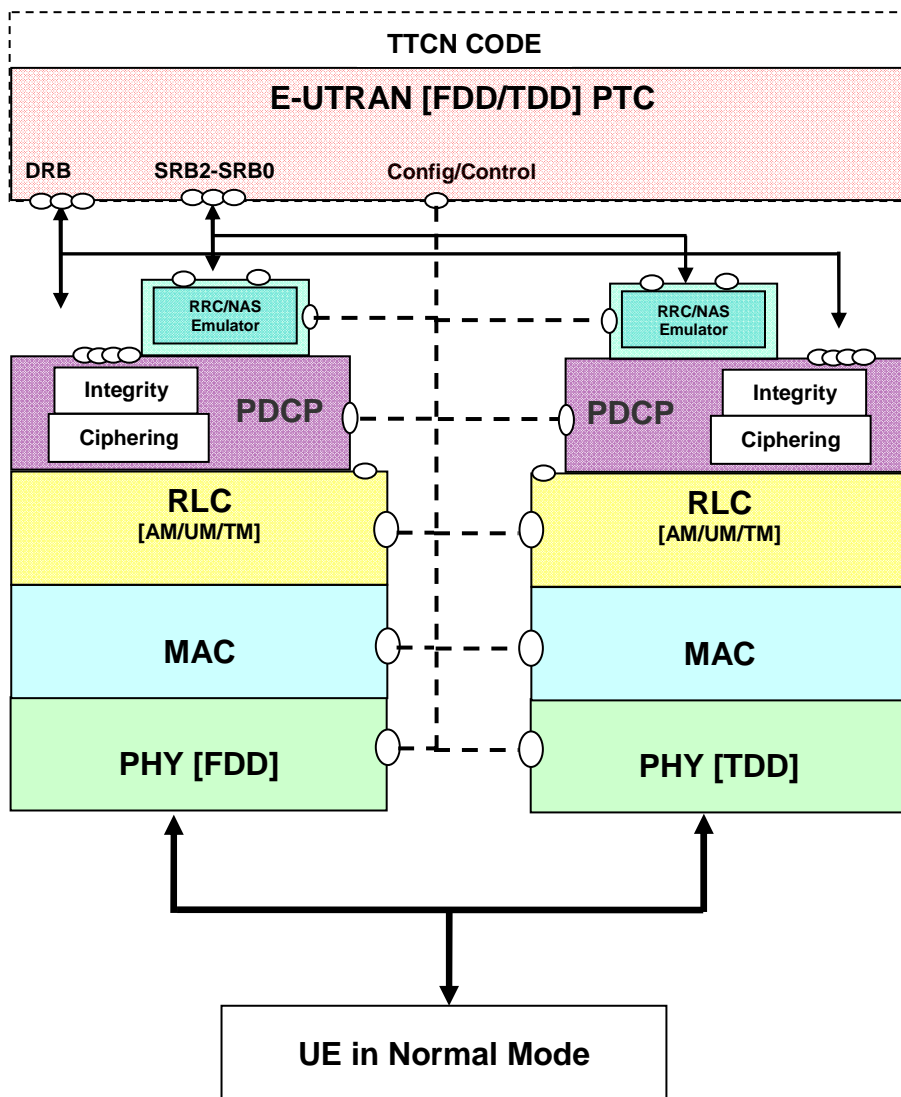 TTCN CODE
E-UTRAN [FDD/TDD] PTC
DRB
SRB2-SRB0
Config/Control
RRC/NAS
Emulator
RRC/NAS
Emulator
Integrity
Ciphering
PDCP
PDCP
Integrity
Ciphering
RLC
[AM/UM/TM]
RLC
[AM/UM/TM]
MAC
MAC
PHY [FDD]
PHY [TDD]
UE in Normal Mode